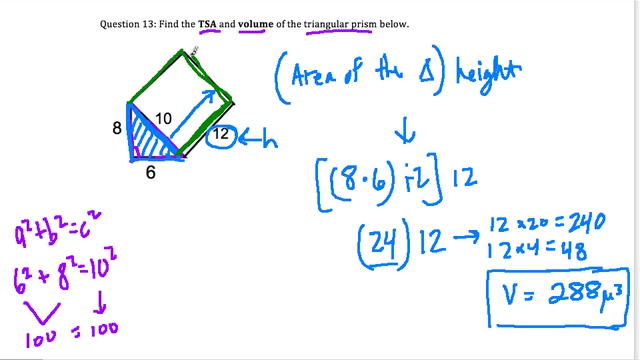 Question 13: Find the TSA and volume of the triangular prism below.
(Area of the Δ) height
8
10
12 ← h
6
↓
[(8·6) ÷2] 12
(24) 12 →
12 × 20 = 240
12 × 4 = 48
V = 288 μ³
a² + b² = c²
6² + 8² = 10²
100 = 100